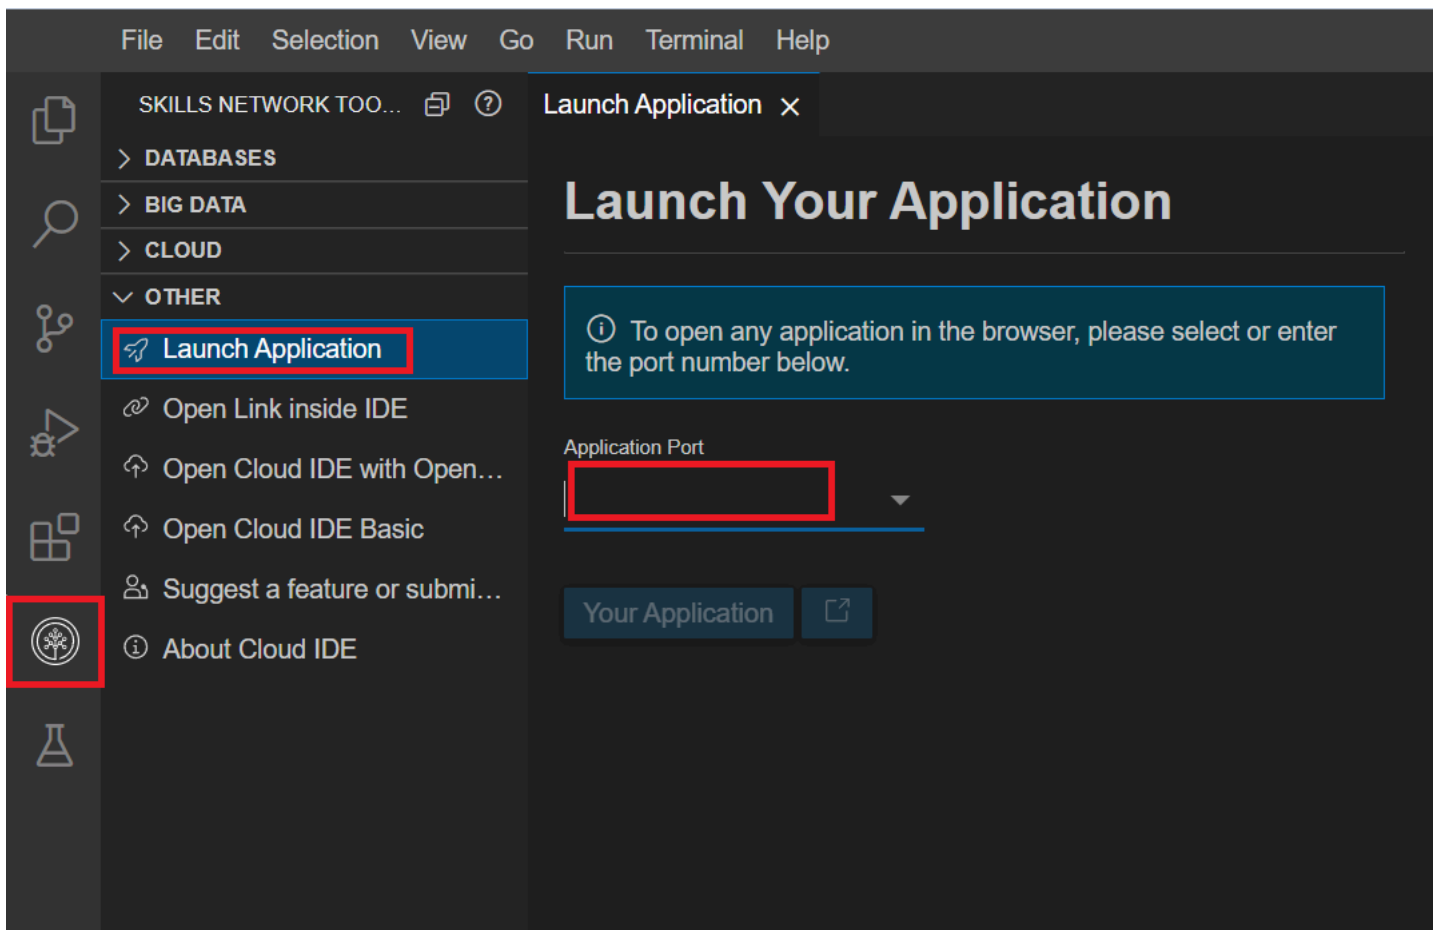 File Edit Selection View Go Run Terminal Help
SKILLS NETWORK TOO...
Launch Application
DATABASES
BIG DATA
CLOUD
OTHER
Launch Application
Open Link inside IDE
Open Cloud IDE with Open...
Open Cloud IDE Basic
Suggest a feature or submi...
About Cloud IDE
Launch Your Application
To open any application in the browser, please select or enter
the port number below.
Application Port
Your Application